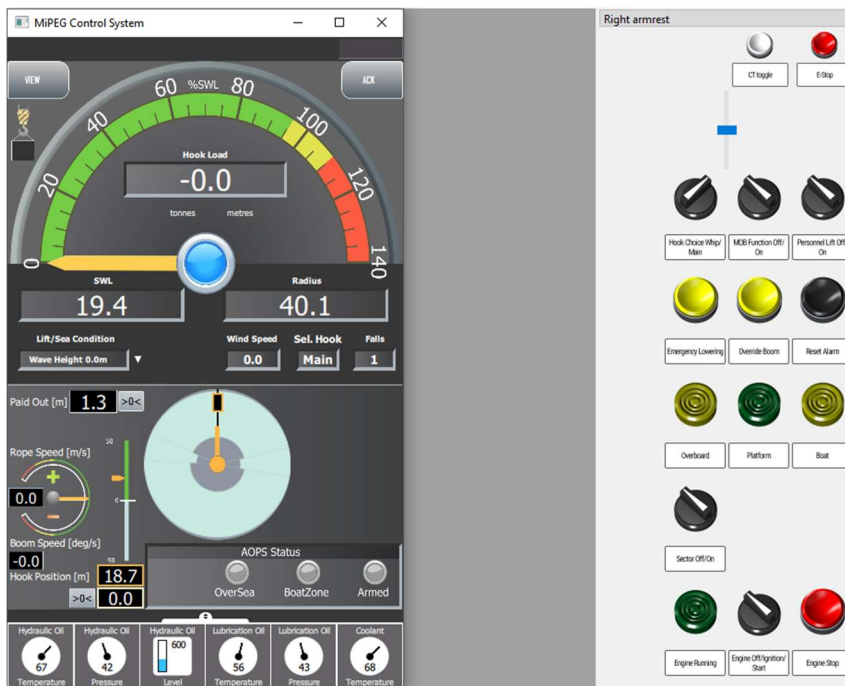 MiPEG Control System
VIEW
ACK
%SWL
0
20
40
60
80
100
120
140
Hook Load
-0.0
tonnes metres
SWL
19.4
Radius
40.1
Lift/Sea Condition
Wave Height 0.0m
Wind Speed
0.0
Sel. Hook
Main
Falls
1
Paid Out [m] 1.3 >0<
Rope Speed [m/s]
0.0
50
0
-50
Boom Speed [deg/s]
-0.0
Hook Position [m] 18.7
>0< 0.0
AOPS Status
OverSea BoatZone Armed
Hydraulic Oil
67
Temperature
Hydraulic Oil
42
Pressure
Hydraulic Oil
600
Level
Lubrication Oil
56
Temperature
Lubrication Oil
43
Pressure
Coolant
68
Temperature
Right armrest
CT toggle
E-Stop
Hook Choice Whip/
Main
MOB Function Off/
On
Personnel Lift Off/
On
Emergency Lowering
Override Boom
Reset Alarm
Overboard
Platform
Boat
Sector Off/On
Engine Running
Engine Off/Ignition/
Start
Engine Stop